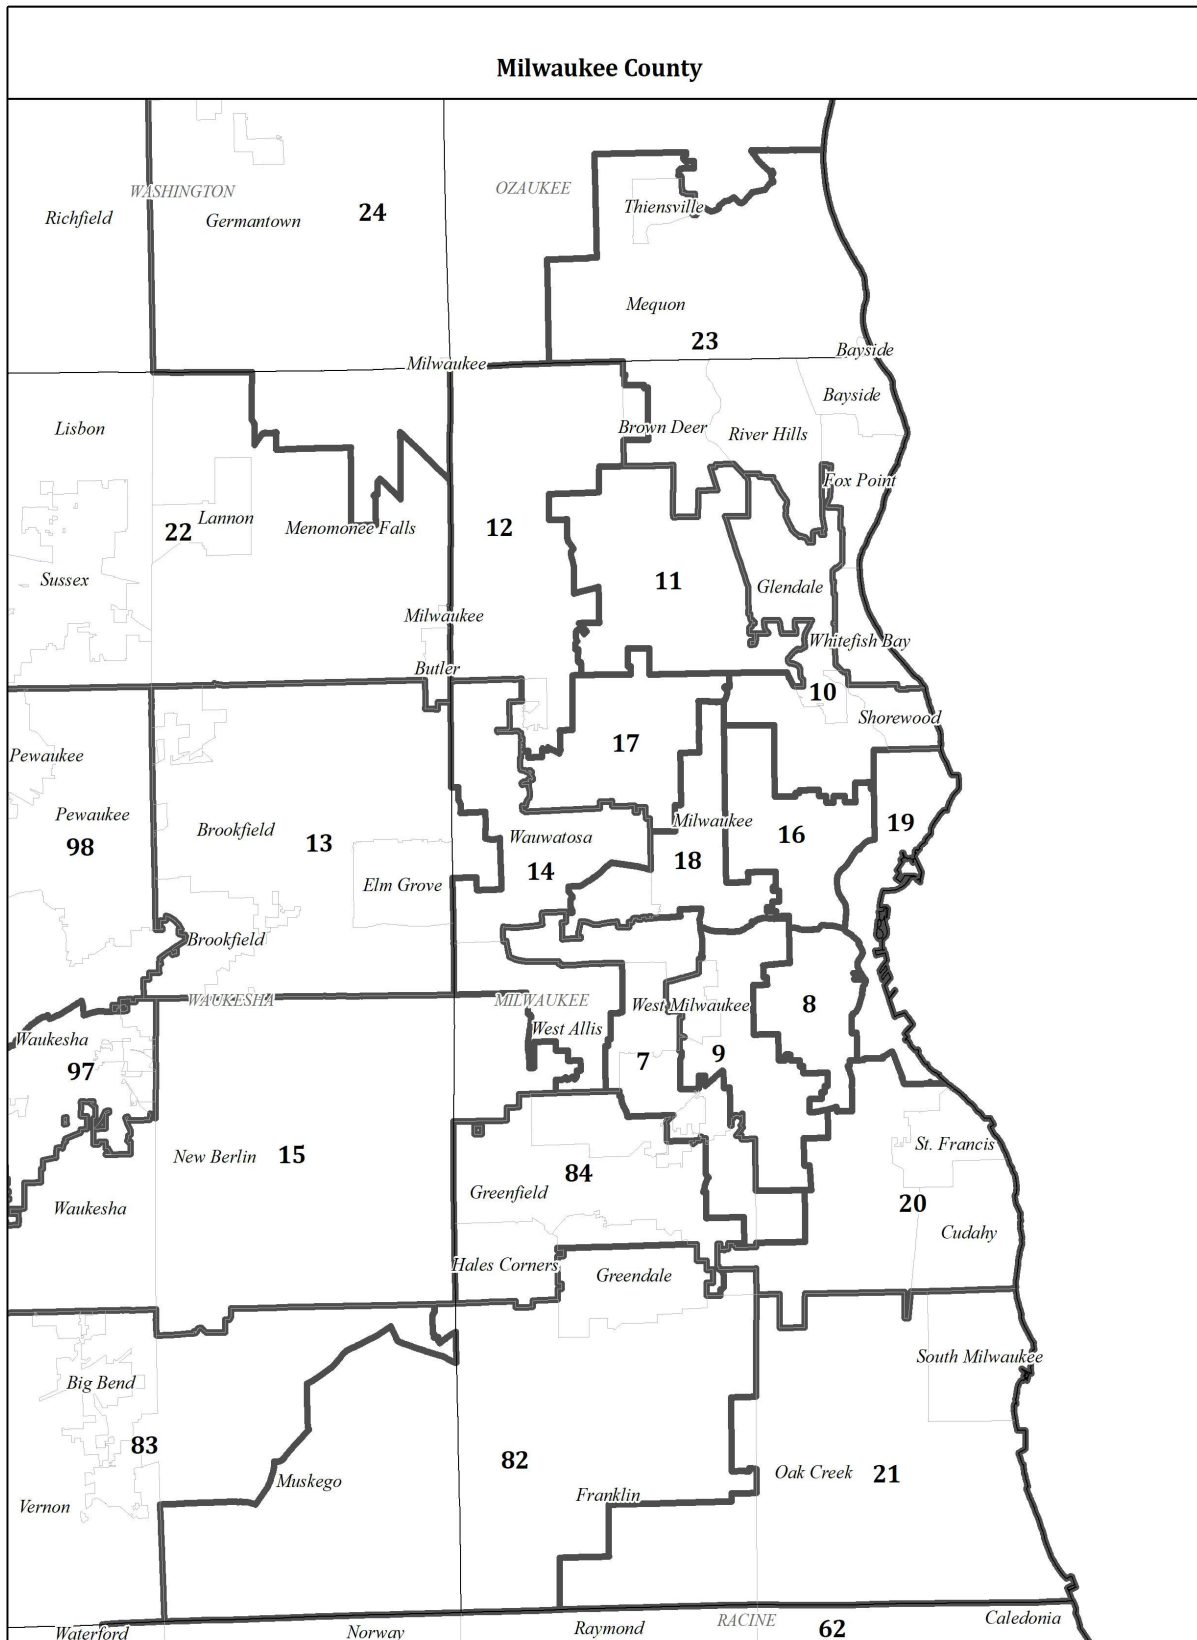 Milwaukee County
WASHINGTON
OZAUKEE
Richfield
Germantown
24
Thiensville
Mequon
23
Bayside
Milwaukee
Bayside
Lisbon
Brown Deer
River Hills
Fox Point
22
Lannon
Menomonee Falls
12
Sussex
11
Glendale
Milwaukee
Whitefish Bay
Butler
10
Shorewood
Pewaukee
17
Pewaukee
98
Brookfield
13
Wauwatosa
Milwaukee
16
19
Elm Grove
14
18
Brookfield
WAUKESHA
MILWAUKEE
West Milwaukee
8
Waukesha
West Allis
97
7
9
New Berlin
15
St. Francis
84
Greenfield
20
Waukesha
Cudahy
Hales Corners
Greendale
South Milwaukee
Big Bend
83
82
Oak Creek
21
Muskego
Franklin
Vernon
Waterford
Norway
Raymond
RACINE
62
Caledonia